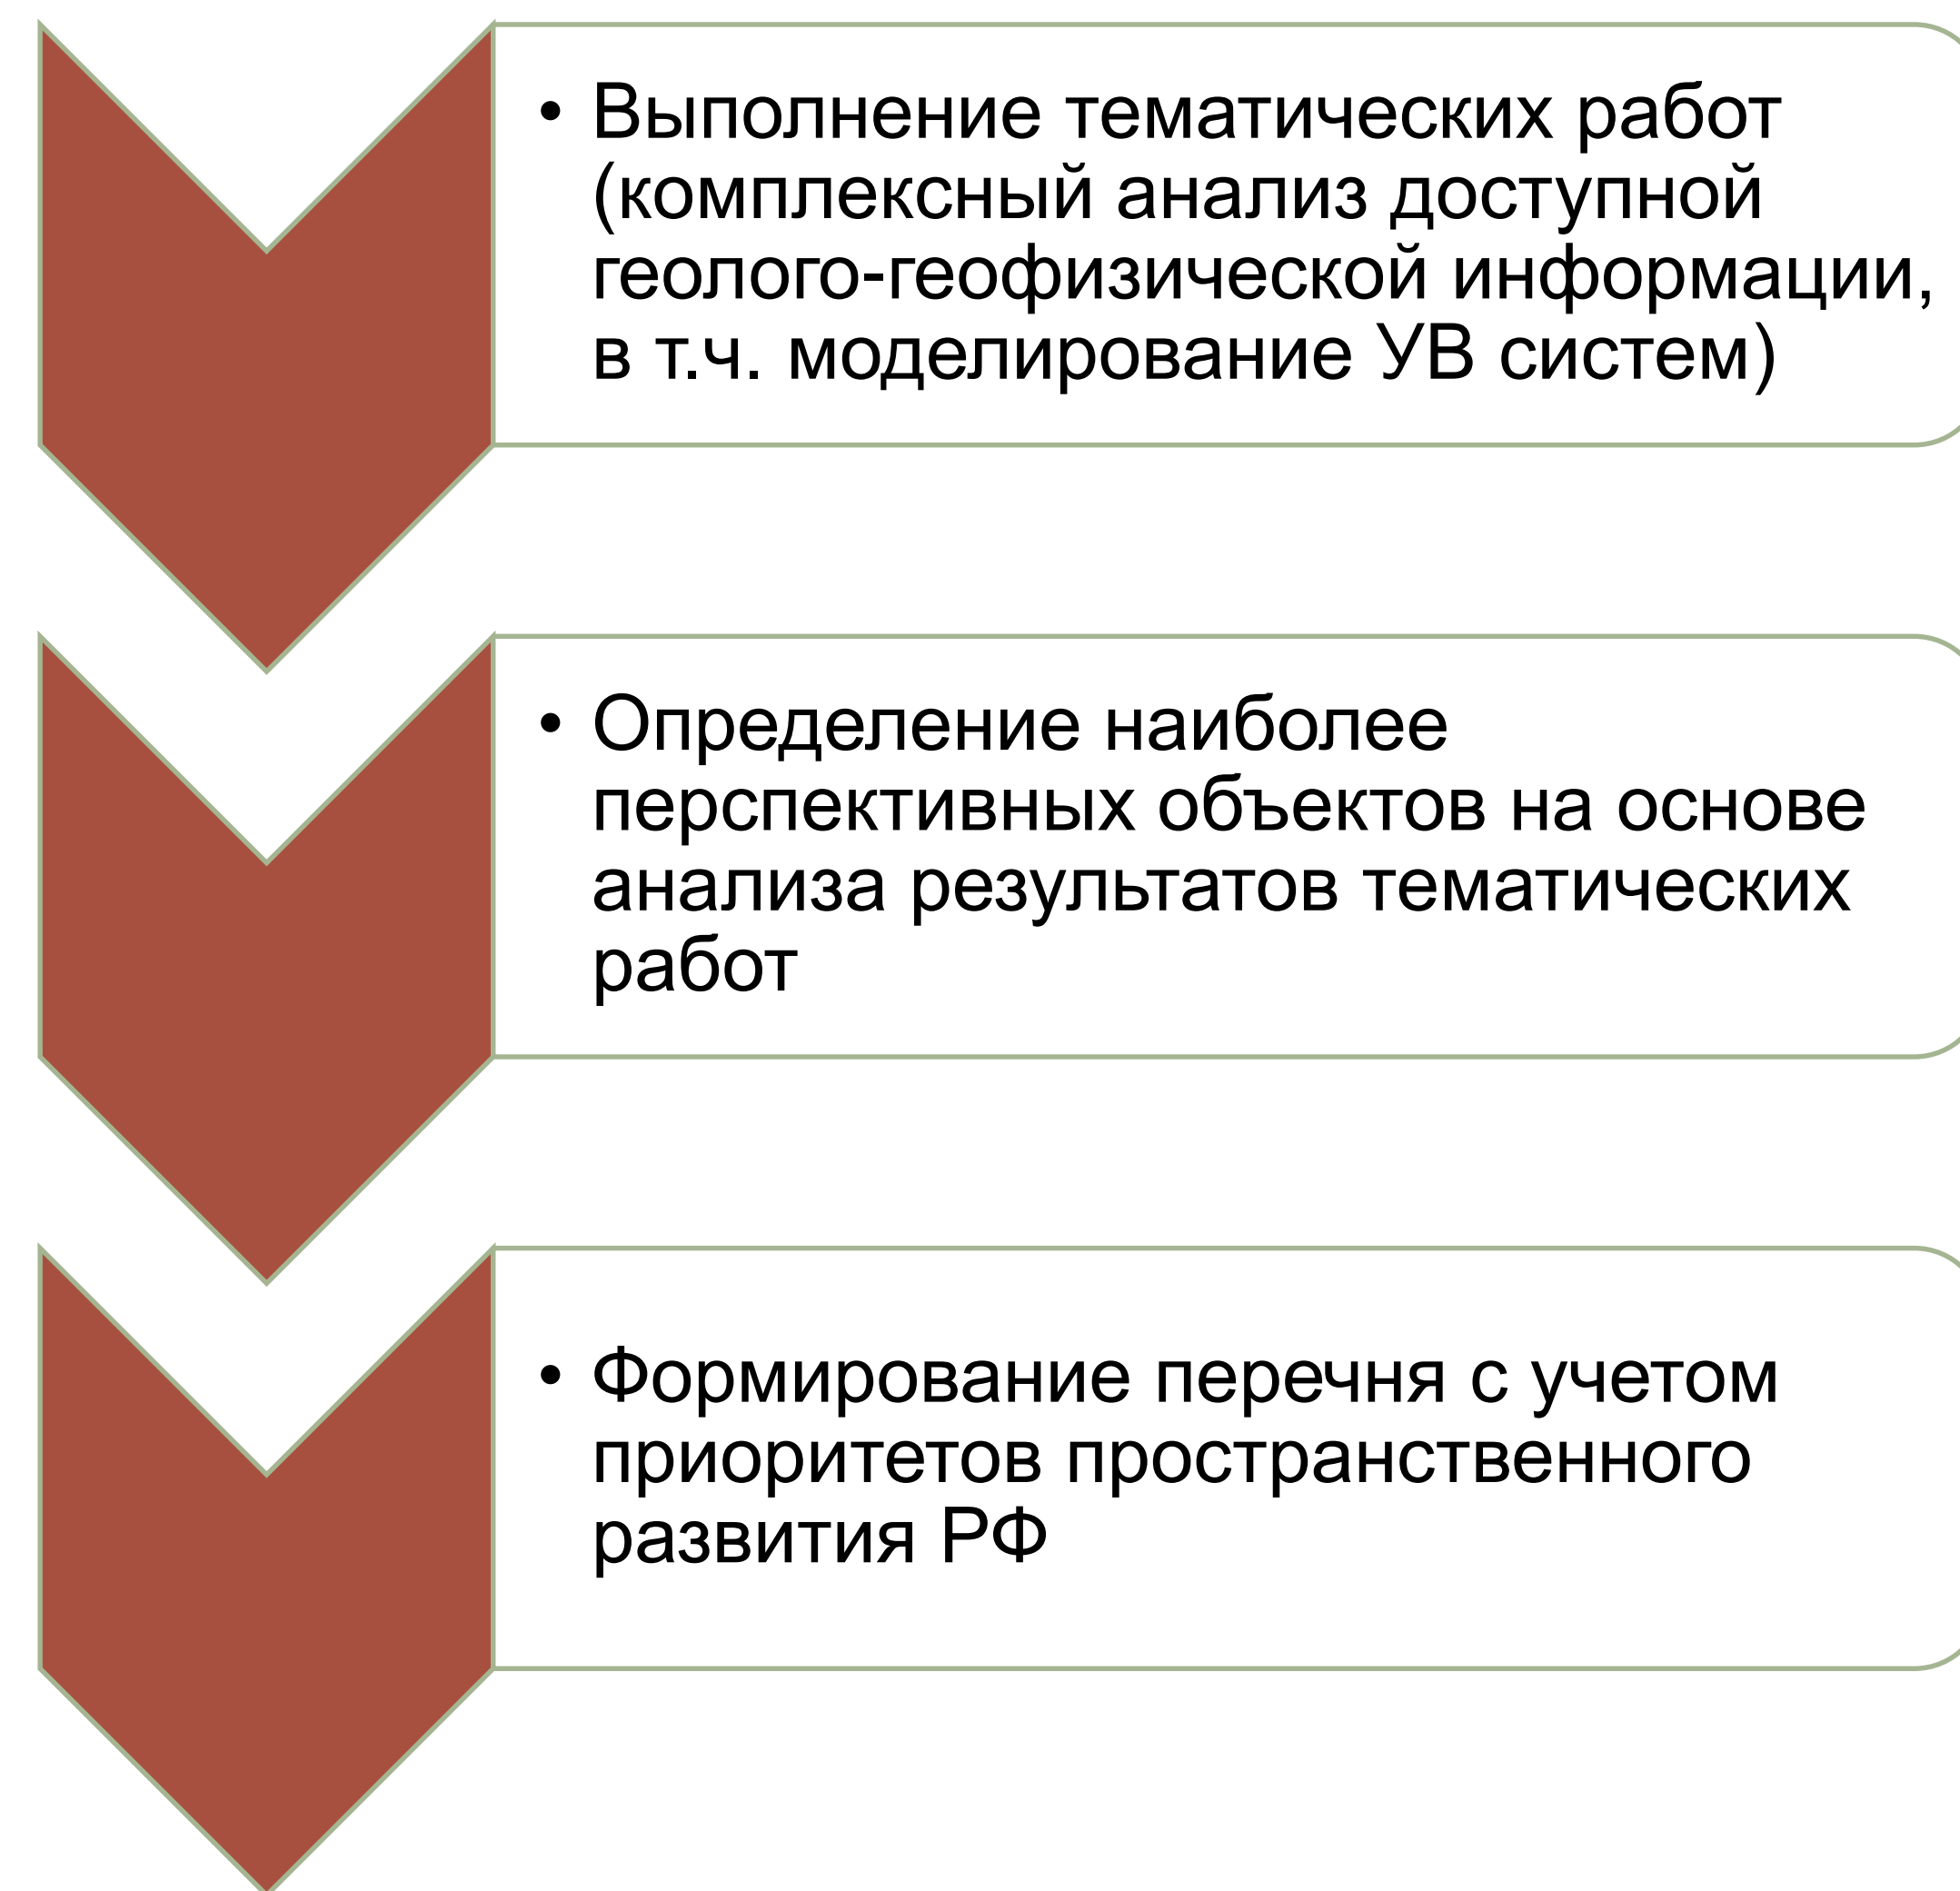 • Выполнение тематических работ
(комплексный анализ доступной
геолого-геофизической информации,
в т.ч. моделирование УВ систем)
• Определение наиболее
перспективных объектов на основе
анализа результатов тематических
работ
• Формирование перечня с учетом
приоритетов пространственного
развития РФ